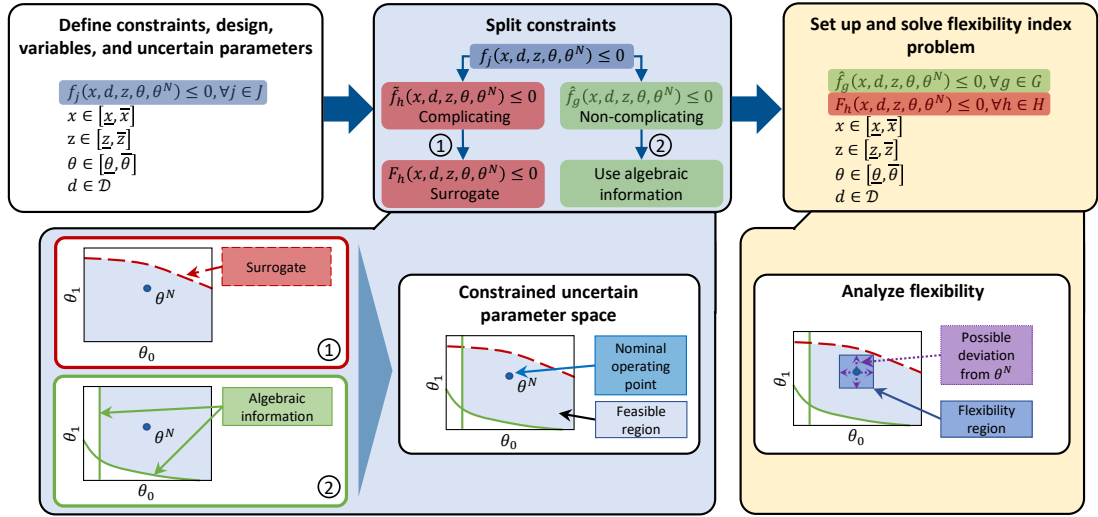 Define constraints, design,
variables, and uncertain parameters
f_j(x, d, z, θ, θ^N) ≤ 0, ∀j ∈ J
x ∈ [x̲, x̅]
z ∈ [z̲, z̅]
θ ∈ [θ̲, θ̅]
d ∈ 𝒟
Split constraints
f_j(x, d, z, θ, θ^N) ≤ 0
f̃_h(x, d, z, θ, θ^N) ≤ 0
Complicating
f̂_g(x, d, z, θ, θ^N) ≤ 0
Non-complicating
1
2
F_h(x, d, z, θ, θ^N) ≤ 0
Surrogate
Use algebraic
information
Set up and solve flexibility index
problem
f̂_g(x, d, z, θ, θ^N) ≤ 0, ∀g ∈ G
F_h(x, d, z, θ, θ^N) ≤ 0, ∀h ∈ H
x ∈ [x̲, x̅]
z ∈ [z̲, z̅]
θ ∈ [θ̲, θ̅]
d ∈ 𝒟
Surrogate
θ^N
θ_1
θ_0
1
Algebraic
information
θ^N
θ_1
θ_0
2
Constrained uncertain
parameter space
Nominal
operating
point
θ^N
θ_1
Feasible
region
θ_0
Analyze flexibility
Possible
deviation
from θ^N
θ_1
Flexibility
region
θ_0